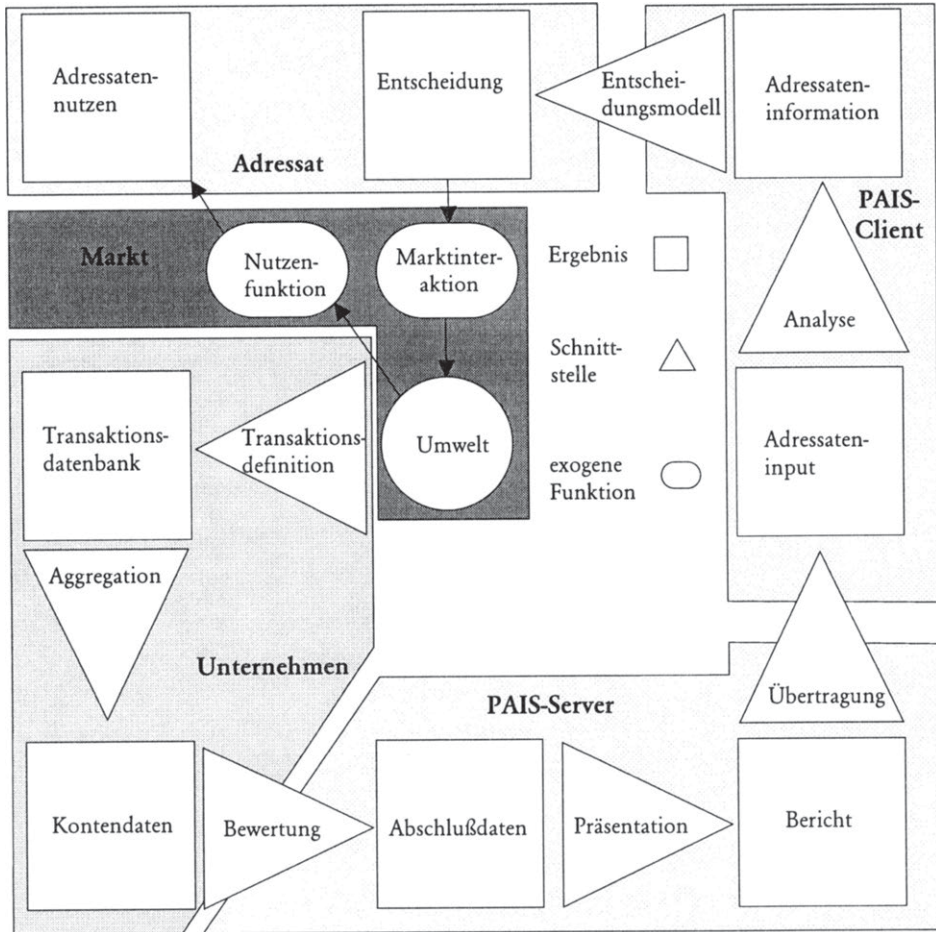 Adressaten-
nutzen
Entscheidung
Entschei-
dungsmodell
Adressaten-
information
Adressat
PAIS-
Client
Markt
Nutzen-
funktion
Marktinter-
aktion
Ergebnis
Analyse
Schnitt-
stelle
Transaktions-
datenbank
Transaktions-
definition
Umwelt
exogene
Funktion
Adressaten-
input
Aggregation
Unternehmen
PAIS-Server
Übertragung
Kontendaten
Bewertung
Abschlußdaten
Präsentation
Bericht